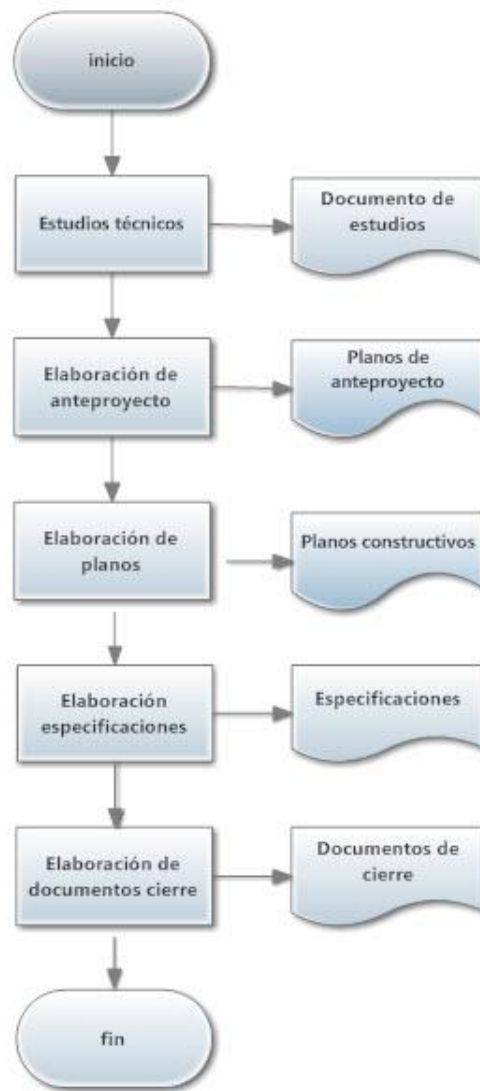 inicio
Estudios técnicos
Documento de
estudios
Elaboración de
anteproyecto
Planos de
anteproyecto
Elaboración de
planos
Planos constructivos
Elaboración
especificaciones
Especificaciones
Elaboración de
documentos cierre
Documentos de
cierre
fin